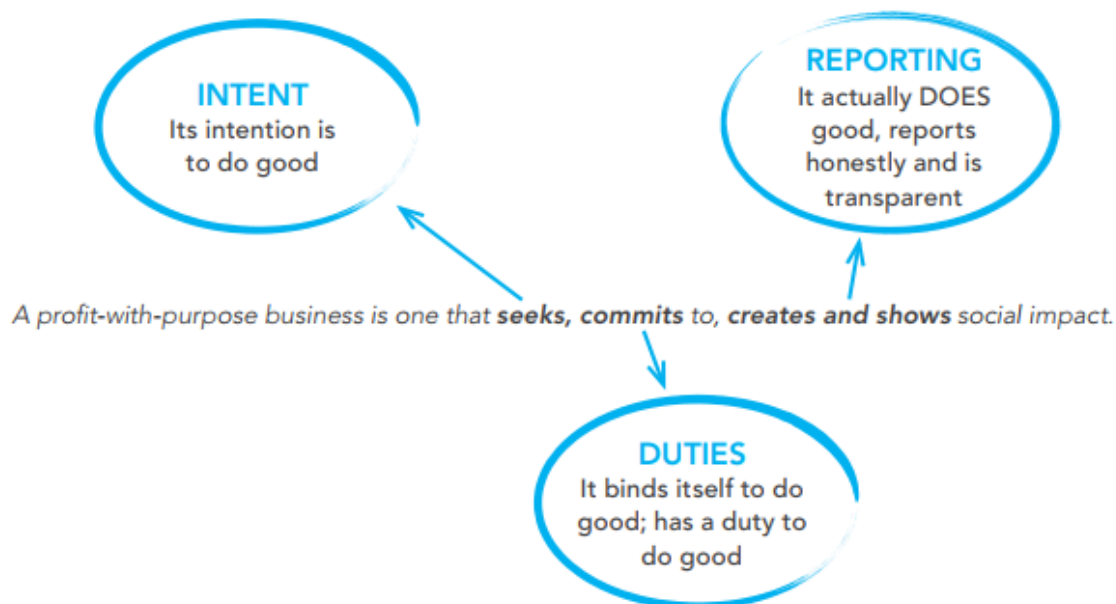 INTENT
Its intention is
to do good
REPORTING
It actually DOES
good, reports
honestly and is
transparent
A profit-with-purpose business is one that seeks, commits to, creates and shows social impact.
DUTIES
It binds itself to do
good; has a duty to
do good